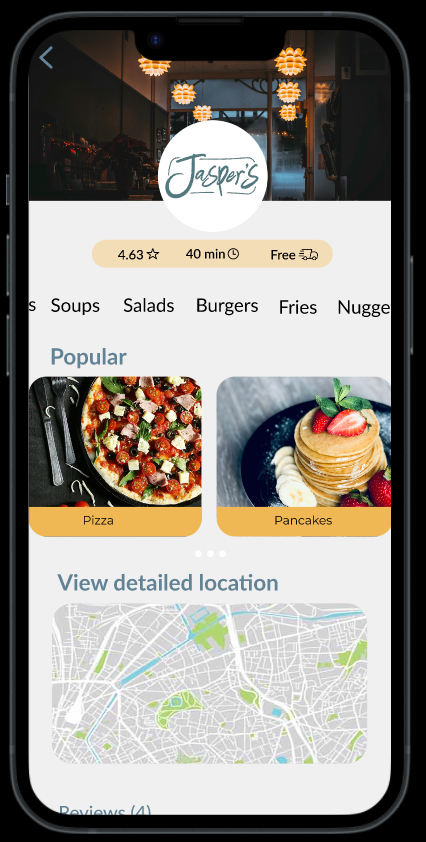 Jasper's
4.63 40 min Free
s Soups Salads Burgers Fries Nugge
Popular
Pizza Pancakes
View detailed location
Reviews (4)